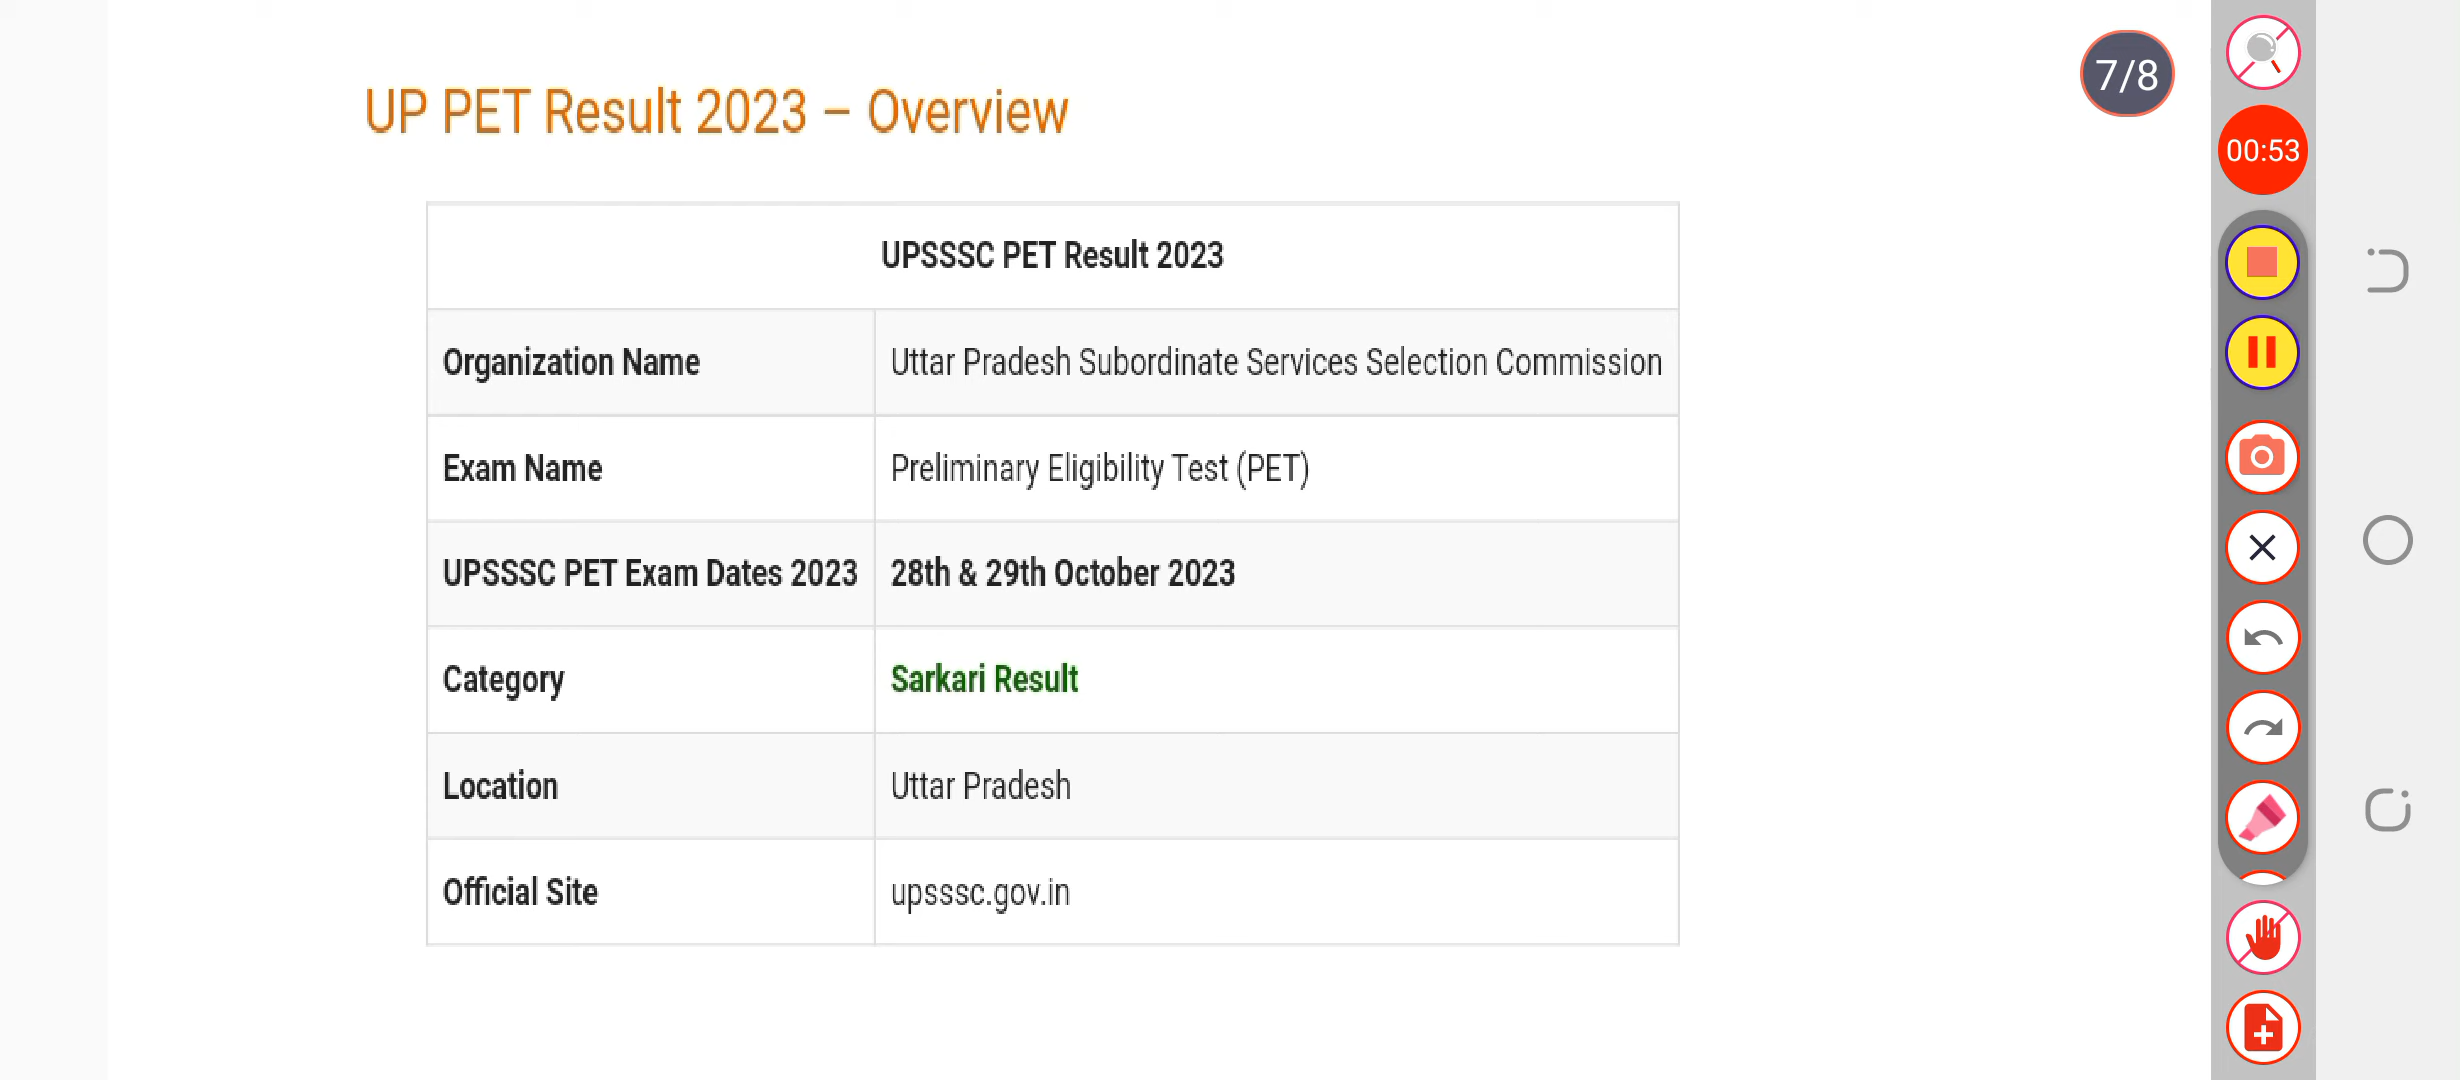 UP PET Result 2023 – Overview
7/8
00:53
UPSSSC PET Result 2023
Organization Name Uttar Pradesh Subordinate Services Selection Commission
Exam Name Preliminary Eligibility Test (PET)
UPSSSC PET Exam Dates 2023 28th & 29th October 2023
Category Sarkari Result
Location Uttar Pradesh
Official Site upsssc.gov.in